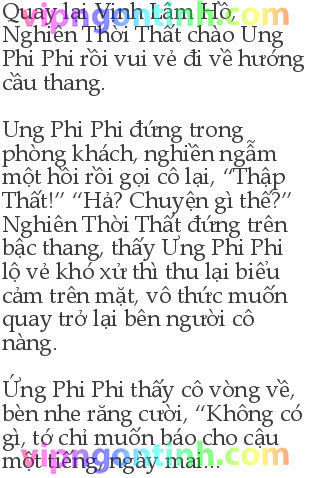 Quay lại Vịnh Lâm Hồ,
Nghiên Thời Thất chào Ung
Phi Phi rồi vui vẻ đi về hướng
cầu thang.
Ung Phi Phi đứng trong
phòng khách, nghiền ngẫm
một hồi rồi gọi cô lại, “Thập
Thất!” “Hả? Chuyện gì thế?”
Nghiên Thời Thất đứng trên
bậc thang, thấy Ưng Phi Phi
lộ vẻ khó xử thì thu lại biểu
cảm trên mặt, vô thức muốn
quay trở lại bên người cô
nàng.
Ứng Phi Phi thấy cô vòng về,
bèn nhe răng cười, “Không có
gì, tớ chỉ muốn báo cho cậu
một tiếng, ngày mai...
vipngontinh.com
vipngontinh.com